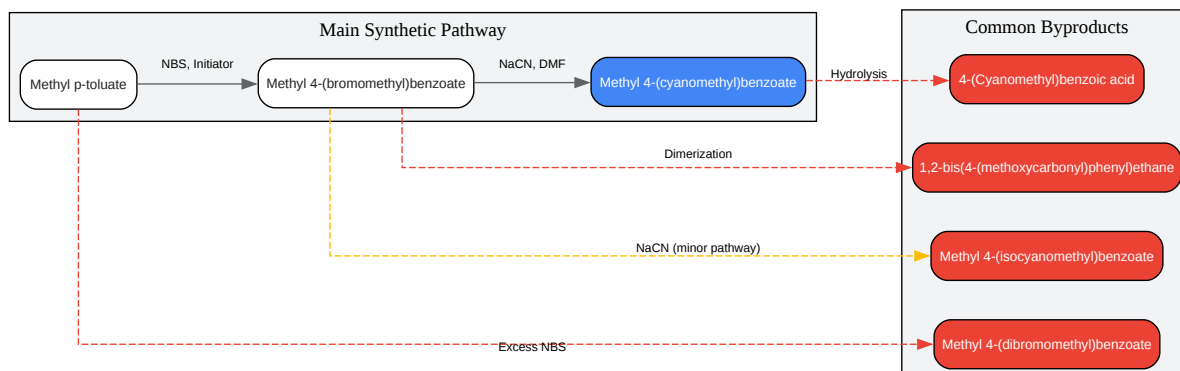 Main Synthetic Pathway
Common Byproducts
Methyl p-toluate
NBS, Initiator
Methyl 4-(bromomethyl)benzoate
NaCN, DMF
Methyl 4-(cyanomethyl)benzoate
Hydrolysis
4-(Cyanomethyl)benzoic acid
Dimerization
1,2-bis(4-(methoxycarbonyl)phenyl)ethane
NaCN (minor pathway)
Methyl 4-(isocyanomethyl)benzoate
Excess NBS
Methyl 4-(dibromomethyl)benzoate